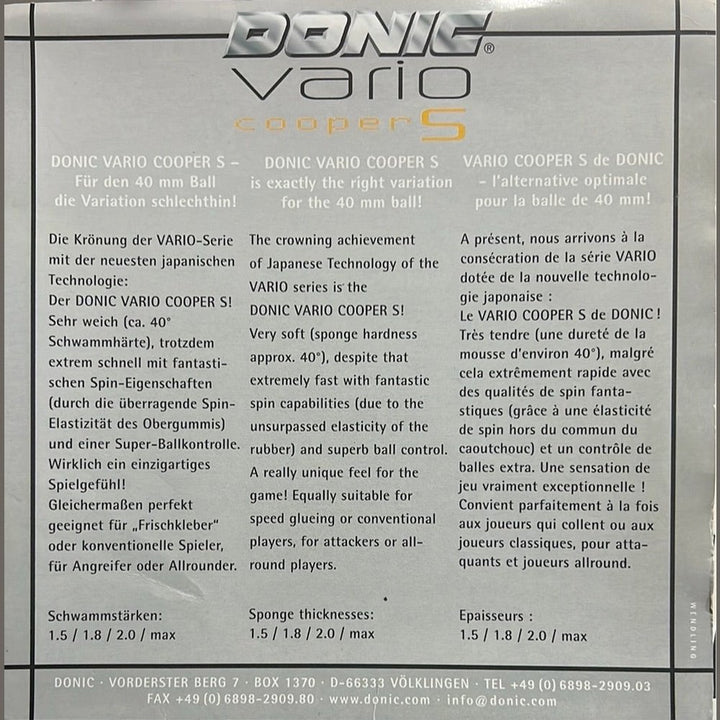 DONIC®
vario
cooper S
DONIC VARIO COOPER S –
Für den 40 mm Ball
die Variation schlechthin!
Die Krönung der VARIO-Serie
mit der neuesten japanischen
Technologie:
Der DONIC VARIO COOPER S!
Sehr weich (ca. 40°
Schwammhärte), trotzdem
extrem schnell mit fantasti-
schen Spin-Eigenschaften
(durch die überragende Spin-
Elastizität des Obergummis)
und einer Super-Ballkontrolle.
Wirklich ein einzigartiges
Spielgefühl!
Gleichermaßen perfekt
geeignet für „Frischkleber“
oder konventionelle Spieler,
für Angreifer oder Allrounder.
Schwammstärken:
1.5 / 1.8 / 2.0 / max
DONIC VARIO COOPER S
is exactly the right variation
for the 40 mm ball!
The crowning achievement
of Japanese Technology of the
VARIO series is the
DONIC VARIO COOPER S!
Very soft (sponge hardness
approx. 40°), despite that
extremely fast with fantastic
spin capabilities (due to the
unsurpassed elasticity of the
rubber) and superb ball control.
A really unique feel for the
game! Equally suitable for
speed glueing or conventional
players, for attackers or all-
round players.
Sponge thicknesses:
1.5 / 1.8 / 2.0 / max
VARIO COOPER S de DONIC
– l'alternative optimale
pour la balle de 40 mm!
A présent, nous arrivons à la
consécration de la série VARIO
dotée de la nouvelle technolo-
gie japonaise :
Le VARIO COOPER S de DONIC!
Très tendre (une dureté de la
mousse d'environ 40°), malgré
cela extrêmement rapide avec
des qualités de spin fanta-
stiques (grâce à une élasticité
de spin hors du commun du
caoutchouc) et un contrôle de
balles extra. Une sensation de
jeu vraiment exceptionnelle !
Convient parfaitement à la fois
aux joueurs qui collent ou aux
joueurs classiques, pour atta-
quants et joueurs allround.
Epaisseurs :
1.5 / 1.8 / 2.0 / max
WENDLING
DONIC · VORDERSTER BERG 7 · BOX 1370 · D-66333 VÖLKLINGEN · TEL +49 (0) 6898-2909.03
FAX +49 (0) 6898-2909.80 · www.donic.com · info@donic.com